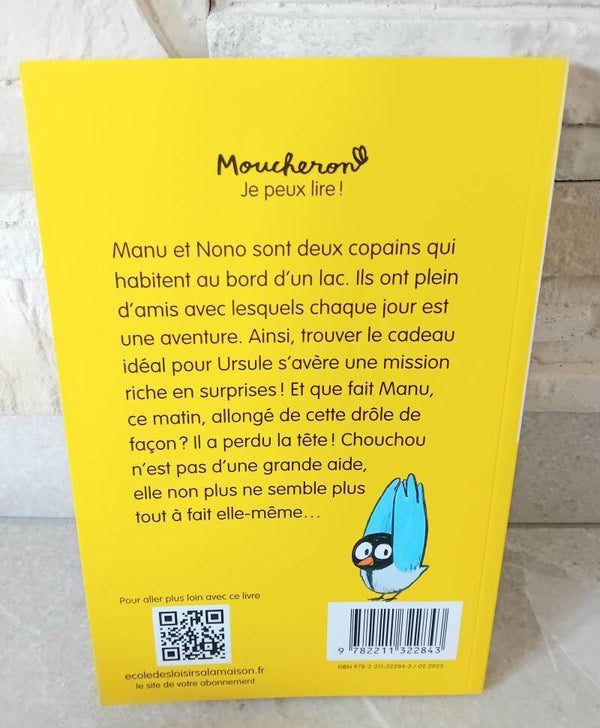 Moucheron
Je peux lire !
Manu et Nono sont deux copains qui
habitent au bord d'un lac. Ils ont plein
d'amis avec lesquels chaque jour est
une aventure. Ainsi, trouver le cadeau
idéal pour Ursule s'avère une mission
riche en surprises ! Et que fait Manu,
ce matin, allongé de cette drôle de
façon ? Il a perdu la tête ! Chouchou
n'est pas d'une grande aide,
elle non plus ne semble plus
tout à fait elle-même…
Pour aller plus loin avec ce livre
ecoledesloisirsalamaison.fr
le site de votre abonnement
9 782211 322843
ISBN 978-2-211-32284-3 / 02.2023